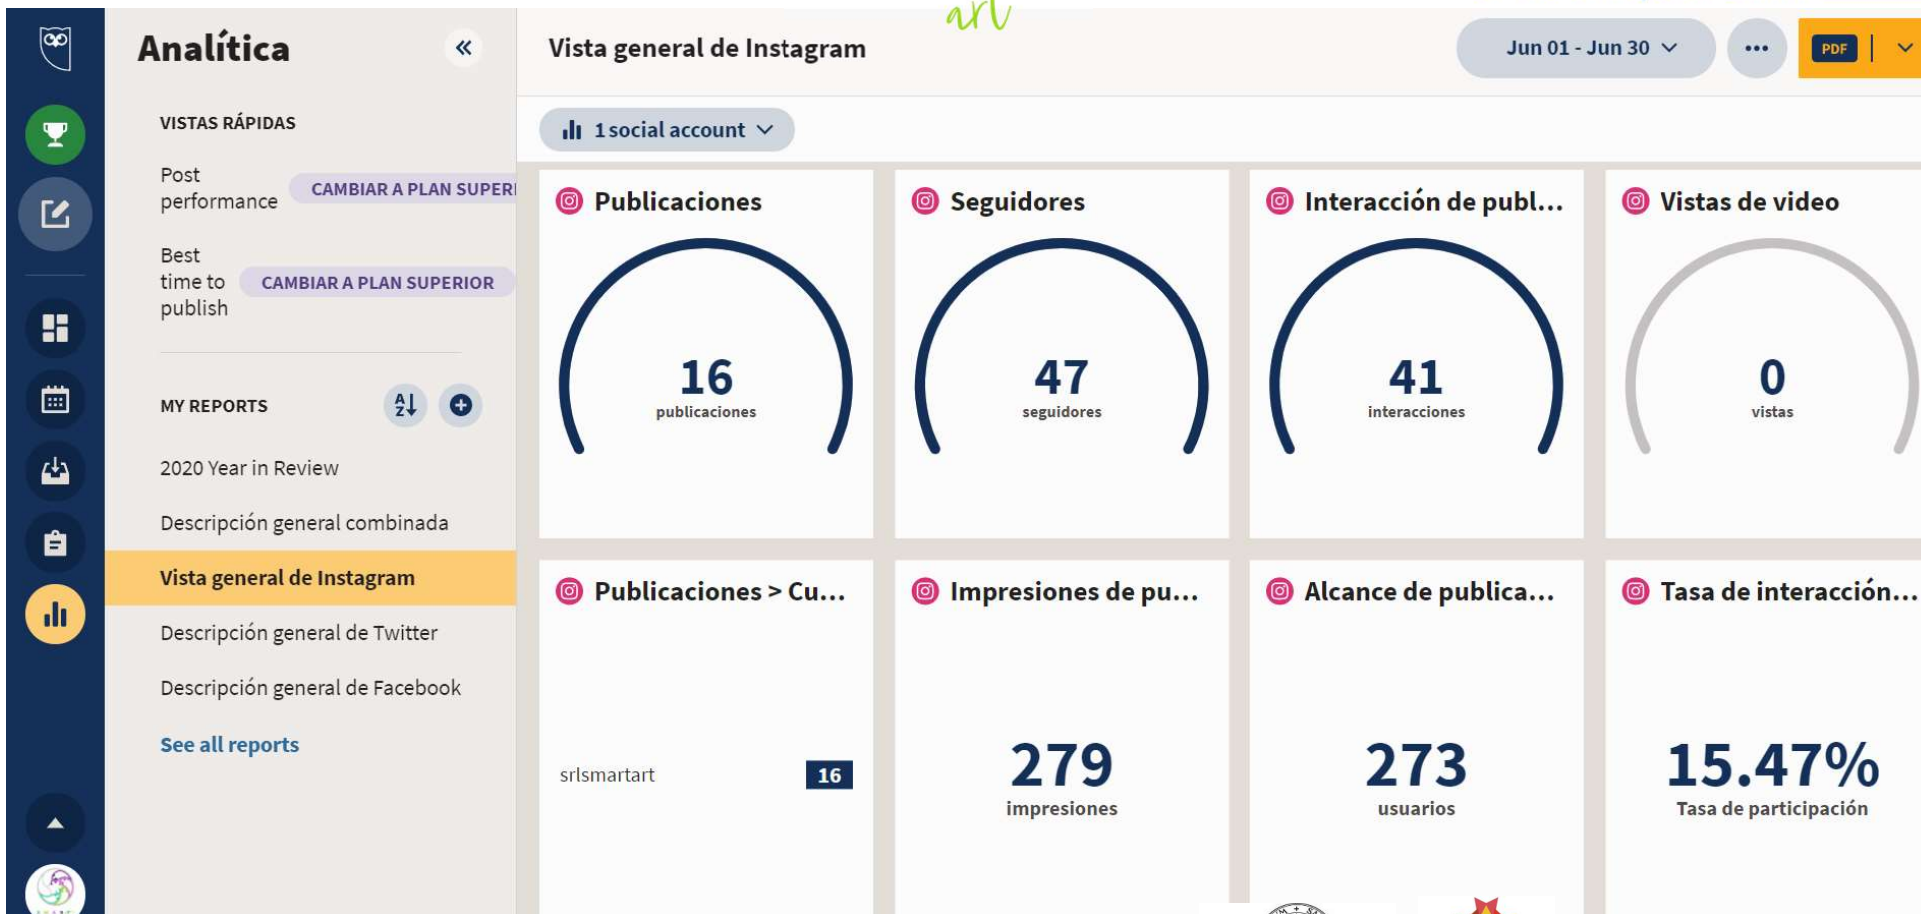 art
Analítica
«
Vista general de Instagram
Jun 01 - Jun 30
PDF
VISTAS RÁPIDAS
1 social account
Post
performance
CAMBIAR A PLAN SUPERI
Best
time to
publish
CAMBIAR A PLAN SUPERIOR
MY REPORTS
2020 Year in Review
Descripción general combinada
Vista general de Instagram
Descripción general de Twitter
Descripción general de Facebook
See all reports
Publicaciones
16
publicaciones
Seguidores
47
seguidores
Interacción de publ...
41
interacciones
Vistas de video
0
vistas
Publicaciones > Cu...
srlsmartart
16
Impresiones de pu...
279
impresiones
Alcance de publica...
273
usuarios
Tasa de interacción...
15.47%
Tasa de participación